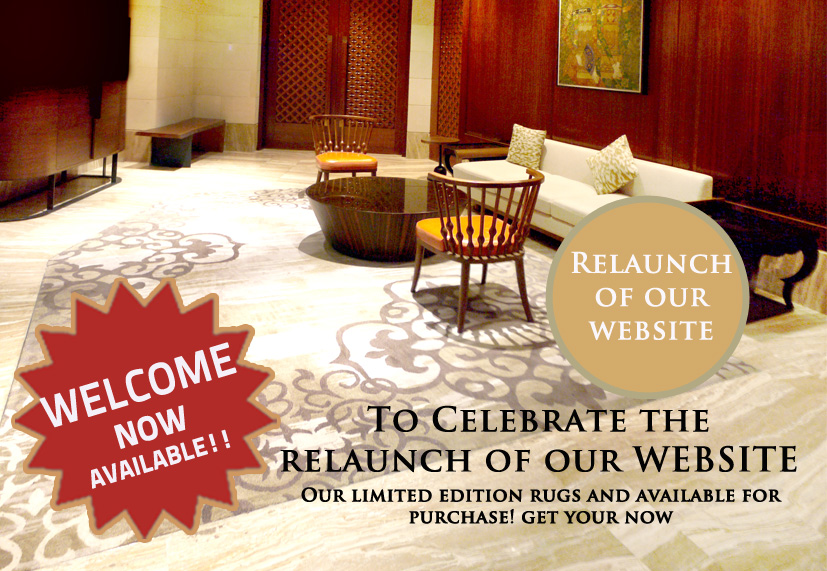 Relaunch
of our
website
WELCOME
NOW
AVAILABLE!!
To Celebrate the
relaunch of our WEBSITE
Our limited edition rugs and available for
purchase! get your now